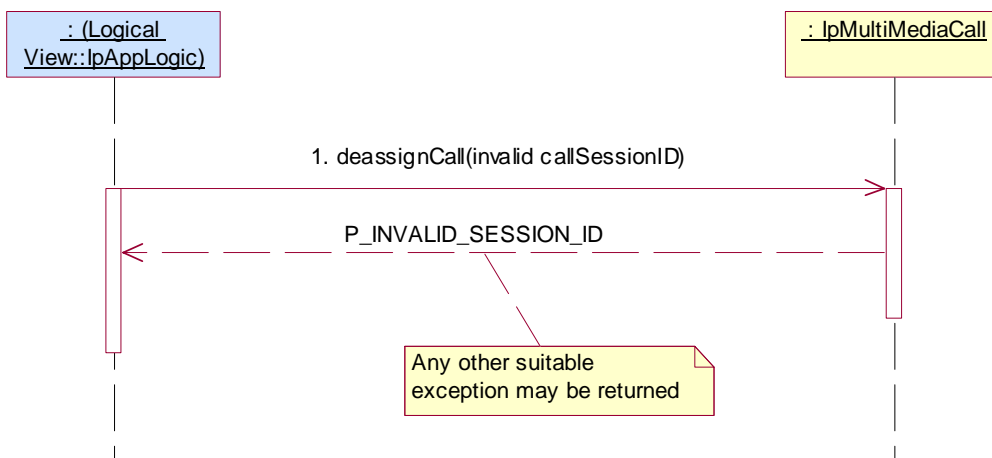 : (Logical
View::IpAppLogic)
: IpMultiMediaCall
1. deassignCall(invalid callSessionID)
P_INVALID_SESSION_ID
Any other suitable
exception may be returned